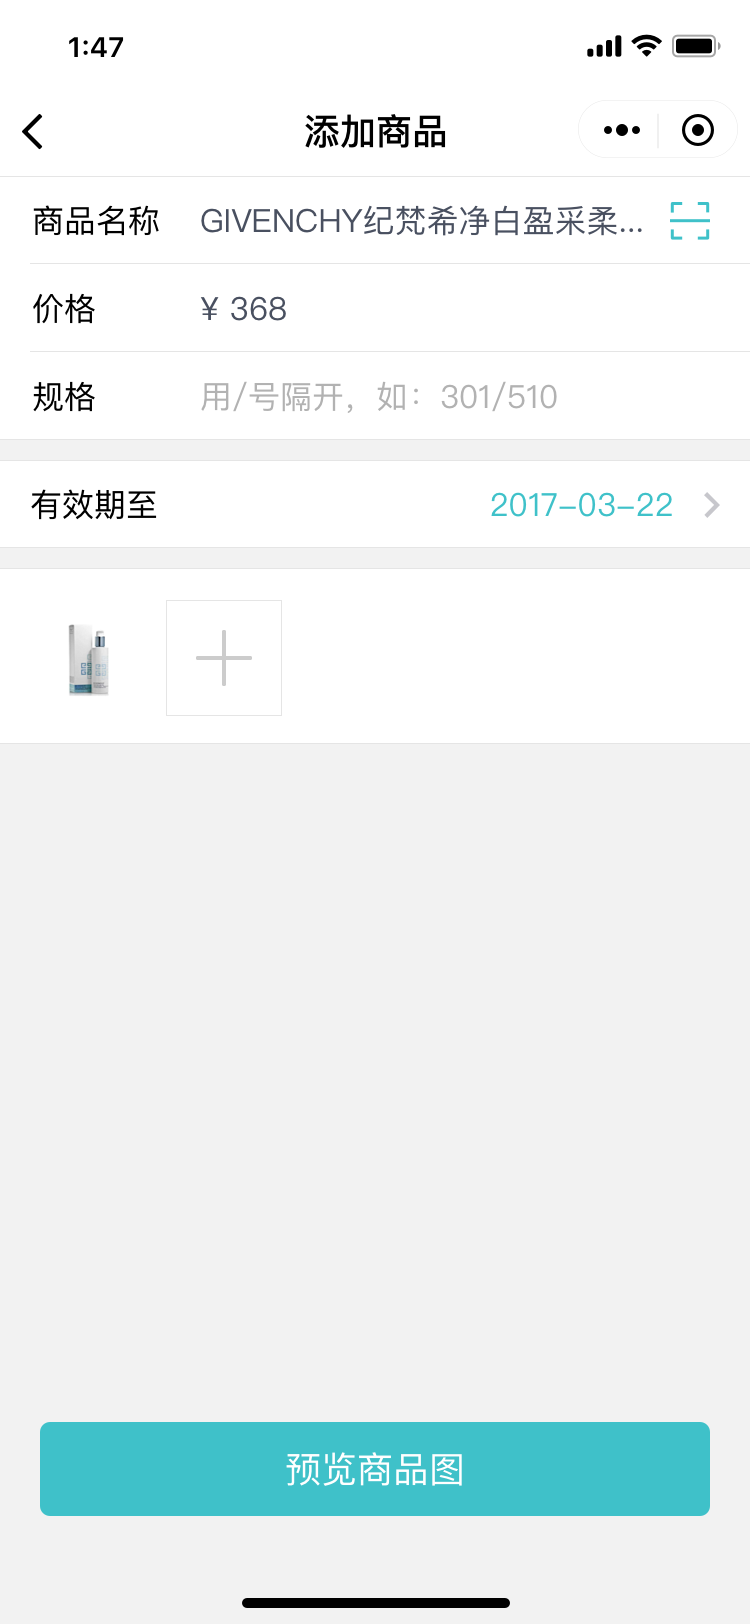 1:47
添加商品
商品名称 GIVENCHY纪梵希净白盈采柔...
价格 ¥ 368
规格 用/号隔开，如：301/510
有效期至 2017-03-22
预览商品图